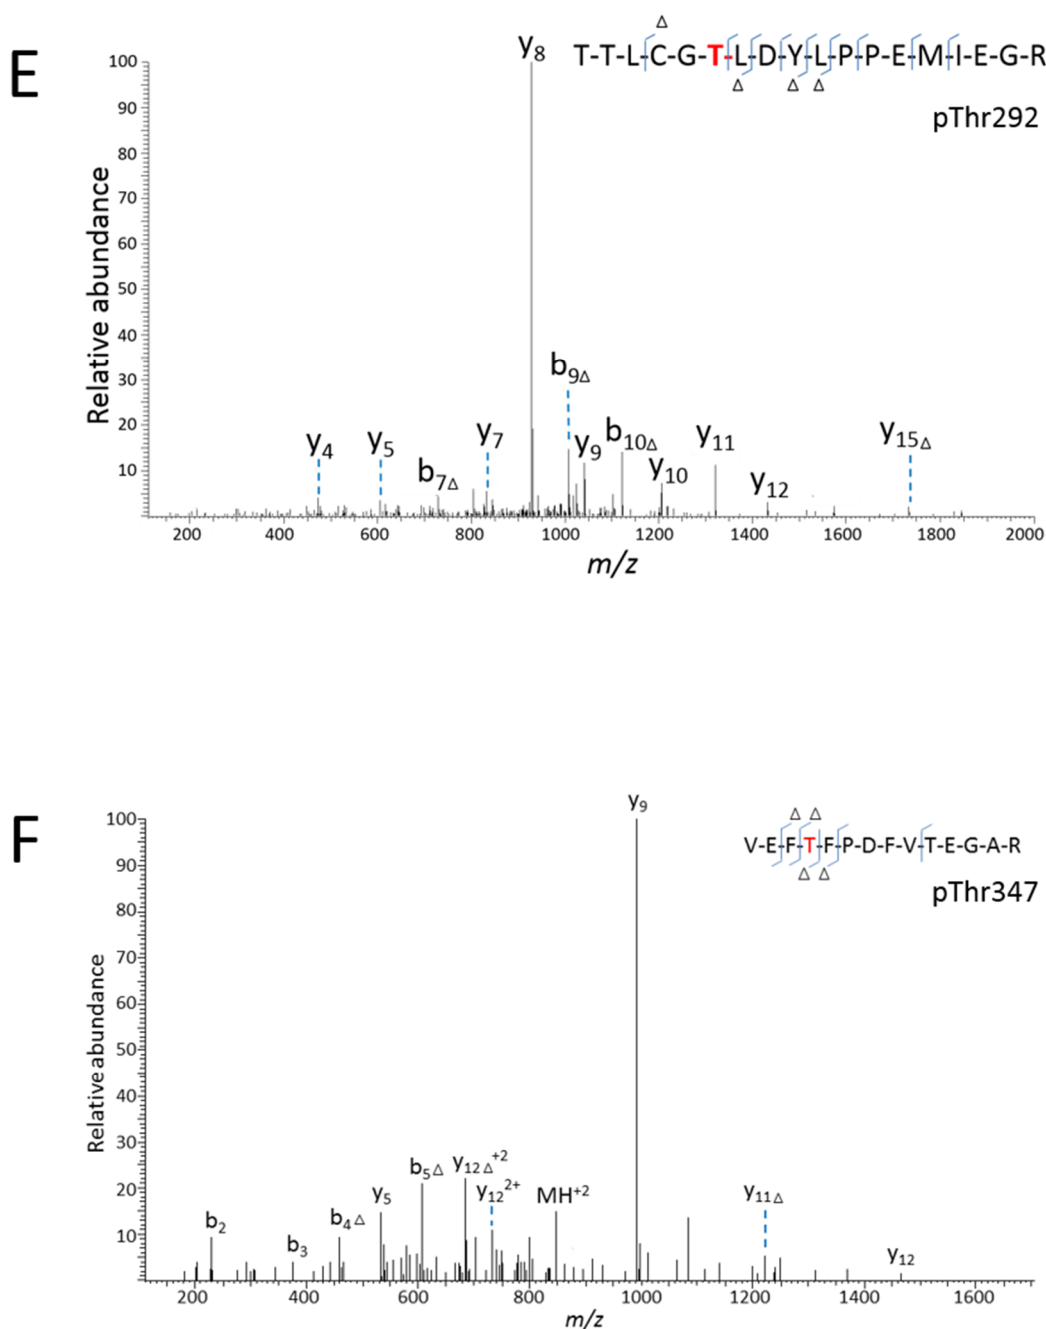 E
Δ
T-T-L-C-G-T-L-D-Y-L-P-P-E-M-I-E-G-R
Δ Δ Δ
pThr292
Relative abundance
100
90
80
70
60
50
40
30
20
10
y8
b9Δ
y4 y5 b7Δ y7 y9 b10Δ y10 y11 y12 y15Δ
200 400 600 800 1000 1200 1400 1600 1800 2000
m/z
F
Δ Δ
V-E-F-T-F-P-D-F-V-T-E-G-A-R
Δ Δ
pThr347
Relative abundance
100
90
80
70
60
50
40
30
20
10
y9
b2 b3 b4Δ y5 b5Δ y12Δ+2 y12 2+ MH+2 y11Δ y12
200 400 600 800 1000 1200 1400 1600
m/z